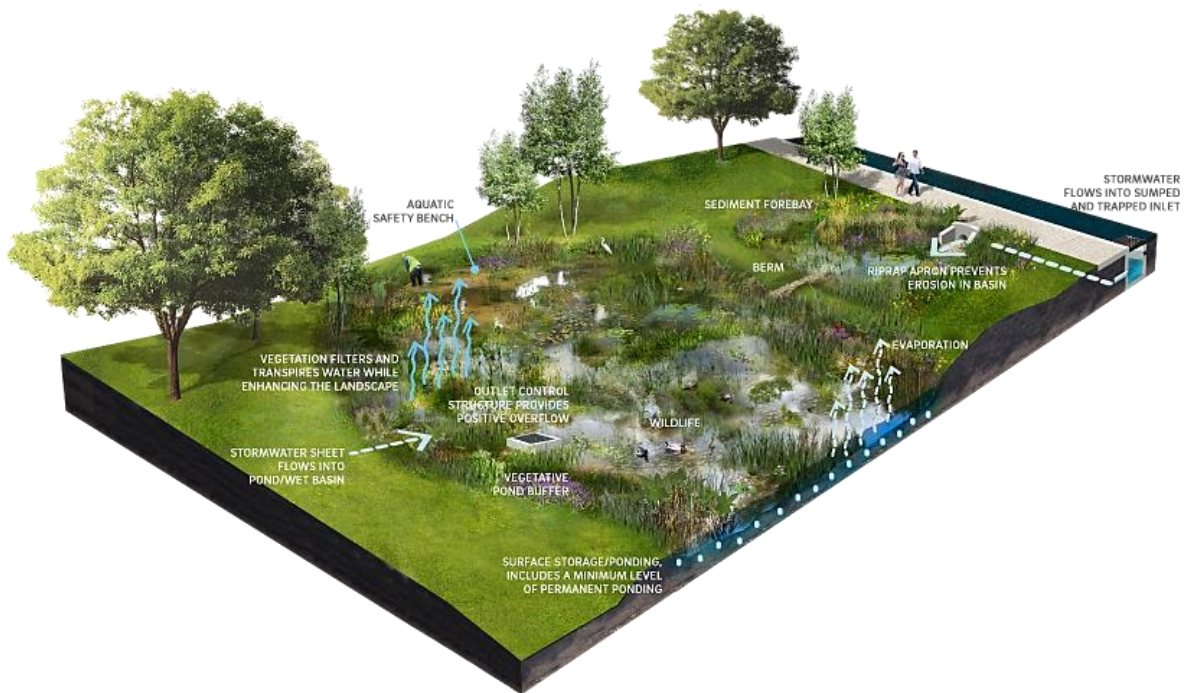 STORMWATER
FLOWS INTO SUMPED
AND TRAPPED INLET
AQUATIC
SAFETY BENCH
SEDIMENT FOREBAY
BERM
RIPRAP APRON PREVENTS
EROSION IN BASIN
EVAPORATION
VEGETATION FILTERS AND
TRANSPIRES WATER WHILE
ENHANCING THE LANDSCAPE
OUTLET CONTROL
STRUCTURE PROVIDES
POSITIVE OVERFLOW
WILDLIFE
STORMWATER SHEET
FLOWS INTO
POND/WET BASIN
VEGETATIVE
POND BUFFER
SURFACE STORAGE/PONDING,
INCLUDES A MINIMUM LEVEL
OF PERMANENT PONDING